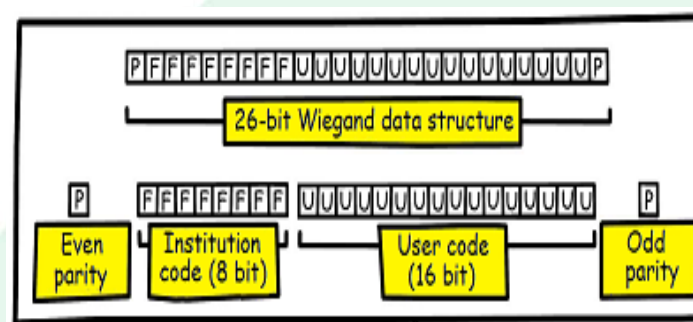 PFFFFFFFFUUUUUUUUUUUUUUUUP
26-bit Wiegand data structure
P FFFFFFFF UUUUUUUUUUUUUUUU P
Even parity
Institution code (8 bit)
User code (16 bit)
Odd parity